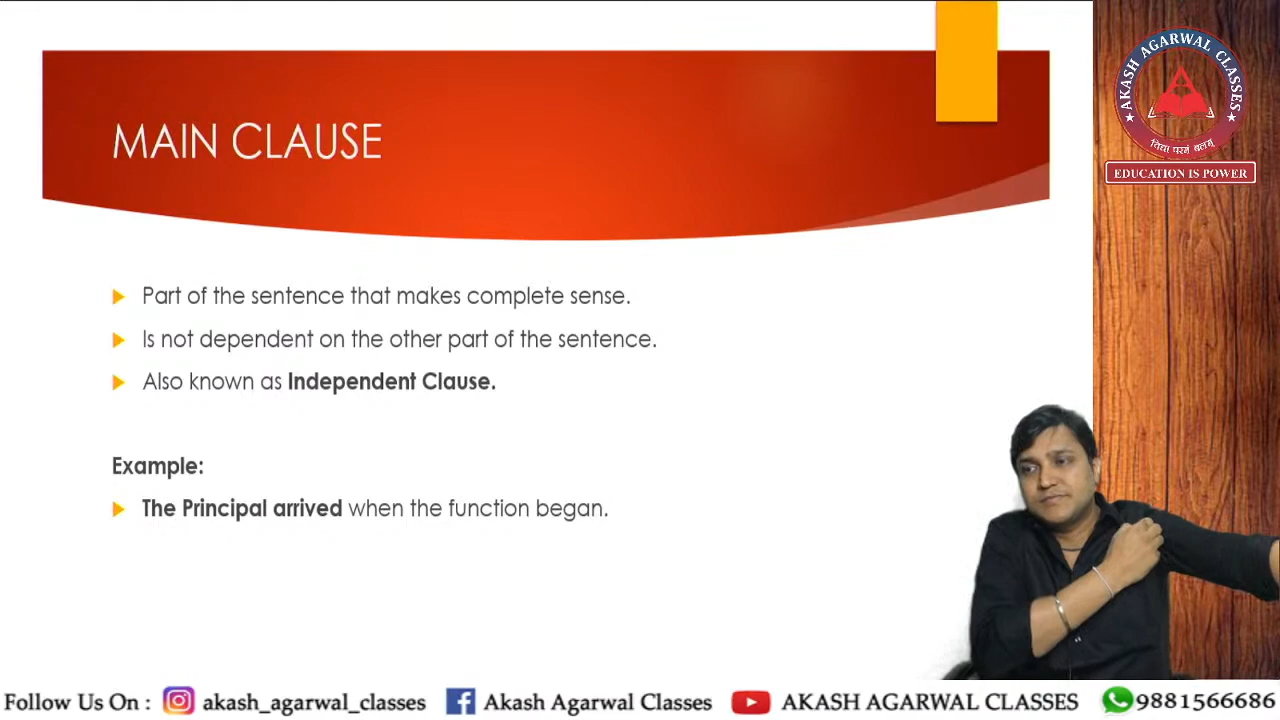 MAIN CLAUSE
Part of the sentence that makes complete sense.
Is not dependent on the other part of the sentence.
Also known as Independent Clause.
Example:
The Principal arrived when the function began.
AKASH AGARWAL CLASSES
विद्या परमं बलम्
EDUCATION IS POWER
Follow Us On : akash_agarwal_classes Akash Agarwal Classes AKASH AGARWAL CLASSES 9881566686